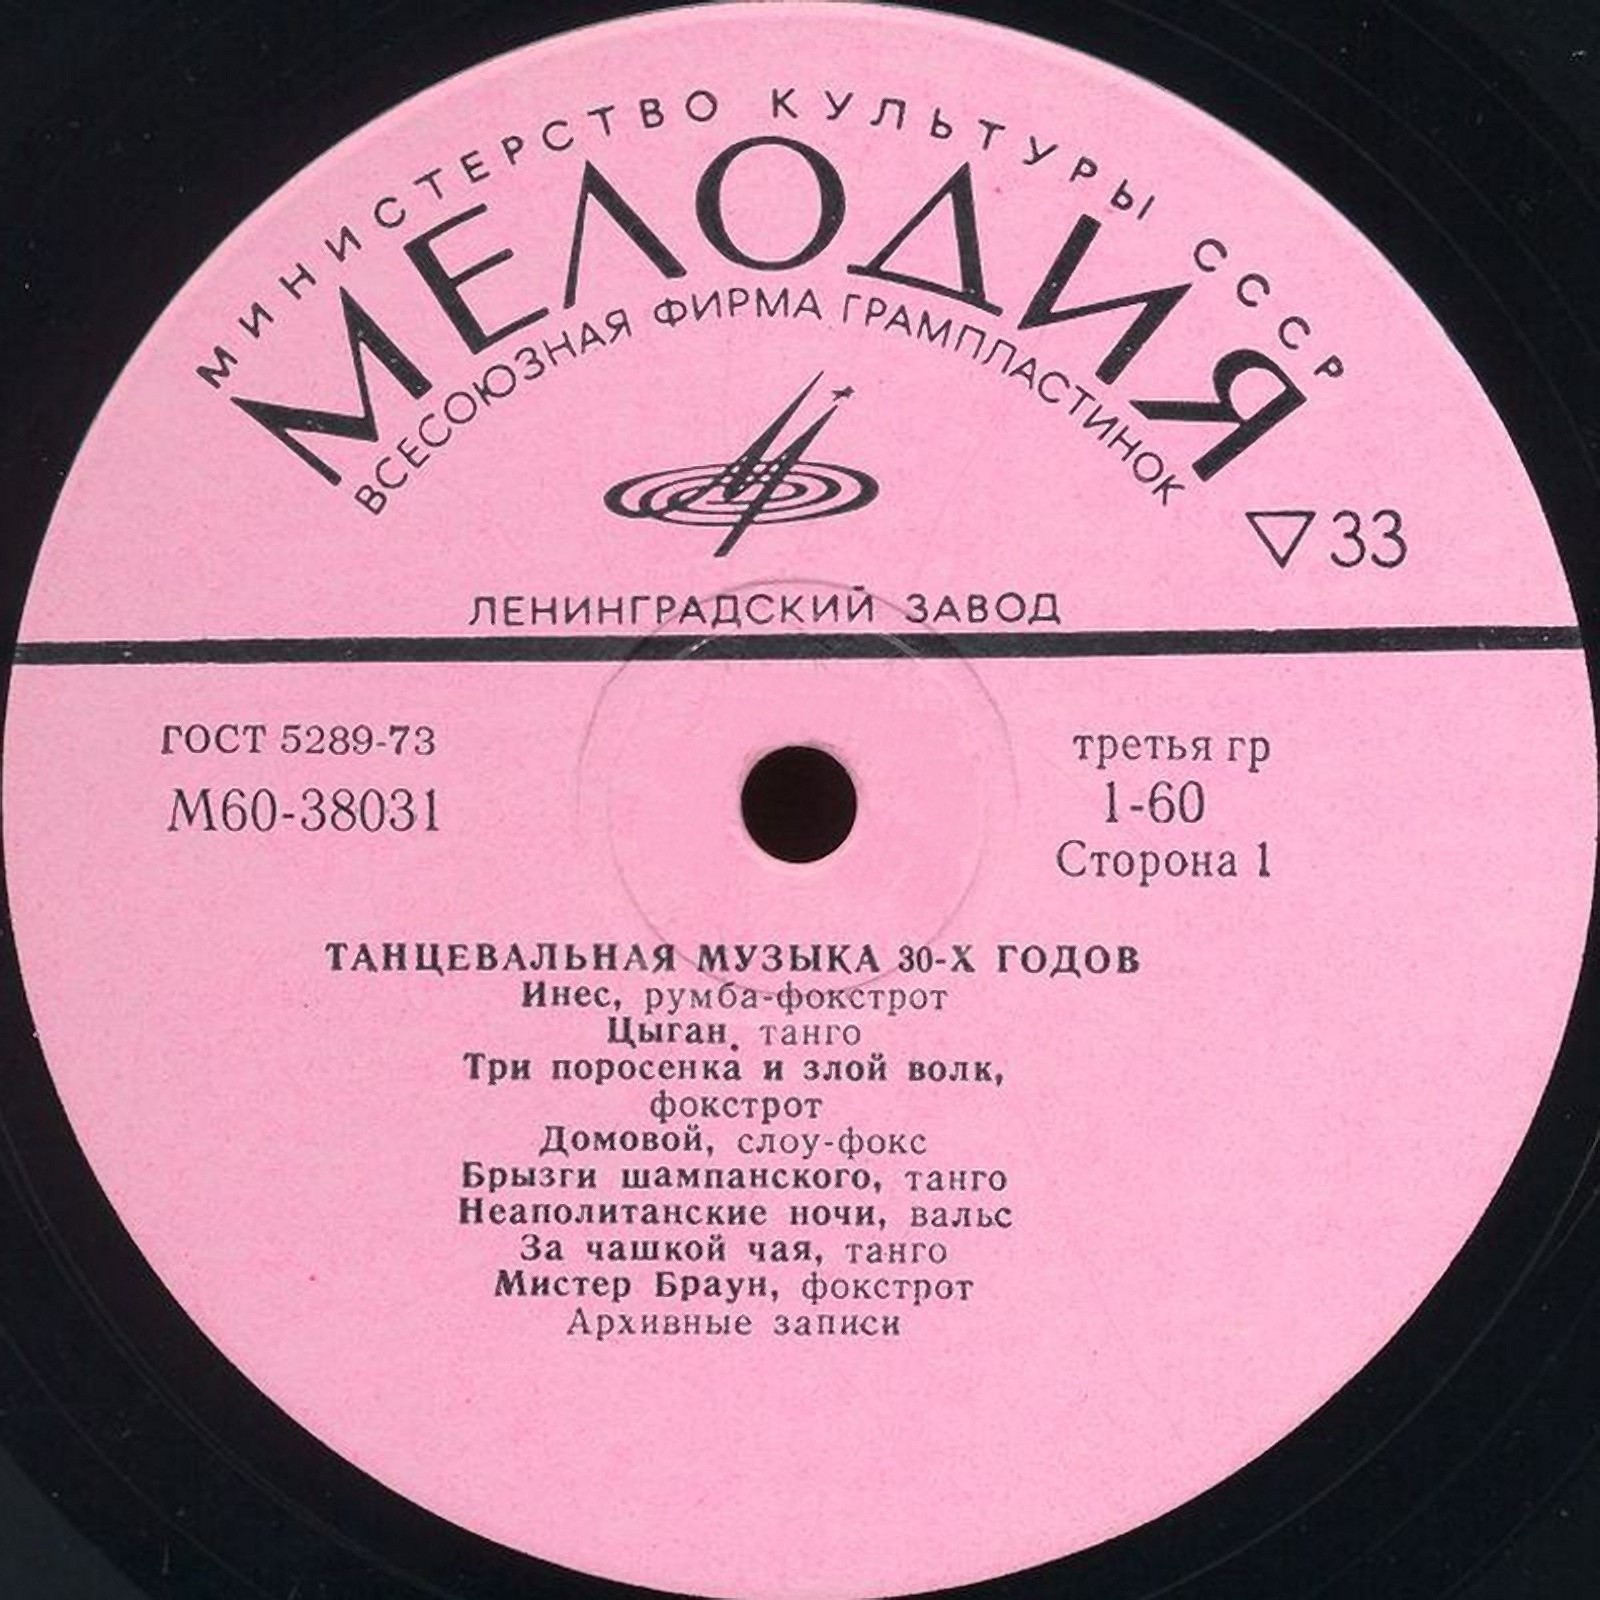 МИНИСТЕРСТВО КУЛЬТУРЫ СССР
МЕЛОДИЯ
ВСЕСОЮЗНАЯ ФИРМА ГРАМПЛАСТИНОК
33
ЛЕНИНГРАДСКИЙ ЗАВОД
ГОСТ 5289-73
М60-38031
третья гр
1-60
Сторона 1
ТАНЦЕВАЛЬНАЯ МУЗЫКА 30-Х ГОДОВ
Инес, румба-фокстрот
Цыган, танго
Три поросенка и злой волк,
фокстрот
Домовой, слоу-фокс
Брызги шампанского, танго
Неаполитанские ночи, вальс
За чашкой чая, танго
Мистер Браун, фокстрот
Архивные записи